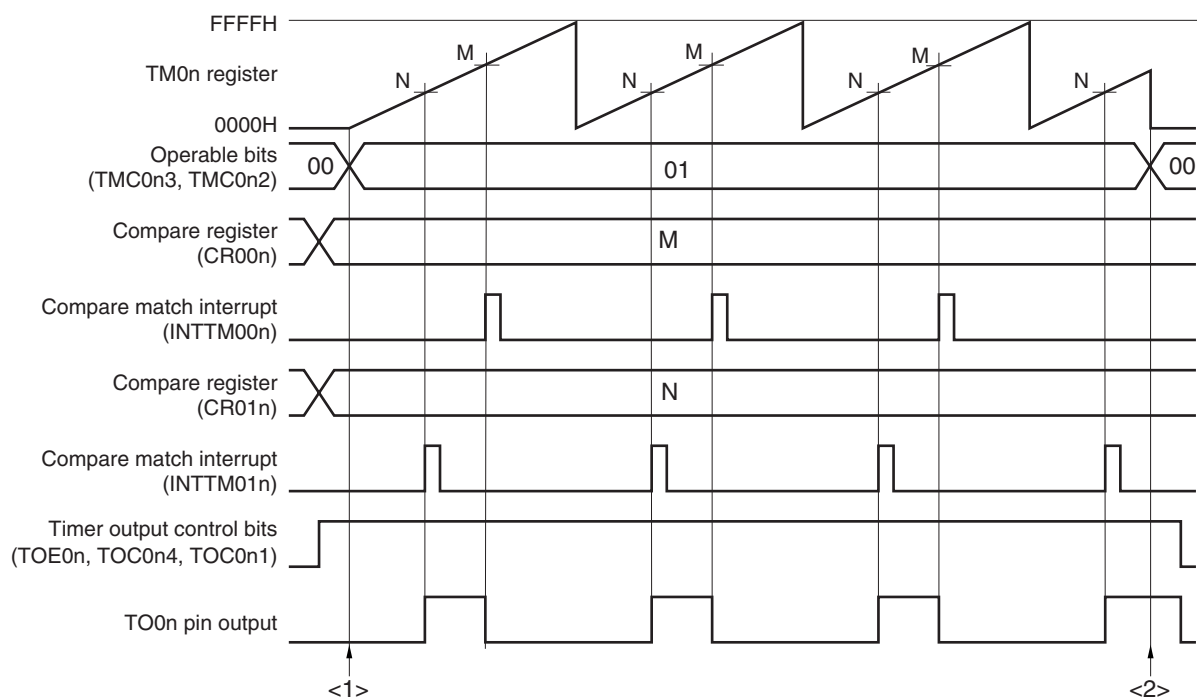 FFFFH
M
M
M
TM0n register
N
N
N
N
0000H
Operable bits
(TMC0n3, TMC0n2)
00
01
00
Compare register
(CR00n)
M
Compare match interrupt
(INTTM00n)
Compare register
(CR01n)
N
Compare match interrupt
(INTTM01n)
Timer output control bits
(TOE0n, TOC0n4, TOC0n1)
TO0n pin output
<1>
<2>